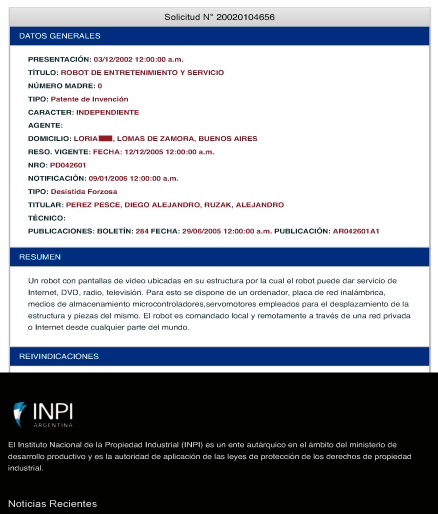 Solicitud N° 20020104656
DATOS GENERALES
PRESENTACIÓN: 03/12/2002 12:00:00 a.m.
TÍTULO: ROBOT DE ENTRETENIMIENTO Y SERVICIO
NÚMERO MADRE: 0
TIPO: Patente de Invención
CARACTER: INDEPENDIENTE
AGENTE:
DOMICILIO: LORIA , LOMAS DE ZAMORA, BUENOS AIRES
RESO. VIGENTE: FECHA: 12/12/2005 12:00:00 a.m.
NRO: PD042601
NOTIFICACIÓN: 09/01/2006 12:00:00 a.m.
TIPO: Desistida Forzosa
TITULAR: PEREZ PESCE, DIEGO ALEJANDRO, RUZAK, ALEJANDRO
TÉCNICO:
PUBLICACIONES: BOLETÍN: 284 FECHA: 29/06/2005 12:00:00 a.m. PUBLICACIÓN: AR042601A1
RESUMEN
Un robot con pantallas de video ubicadas en su estructura por la cual el robot puede dar servicio de
Internet, DVD, radio, televisión. Para esto se dispone de un ordenador, placa de red inalámbrica,
medios de almacenamiento microcontroladores,servomotores empleados para el desplazamiento de la
estructura y piezas del mismo. El robot es comandado local y remotamente a través de una red privada
o Internet desde cualquier parte del mundo.
REIVINDICACIONES
INPI
ARGENTINA
El Instituto Nacional de la Propiedad Industrial (INPI) es un ente autárquico en el ámbito del ministerio de
desarrollo productivo y es la autoridad de aplicación de las leyes de protección de los derechos de propiedad
industrial.
Noticias Recientes